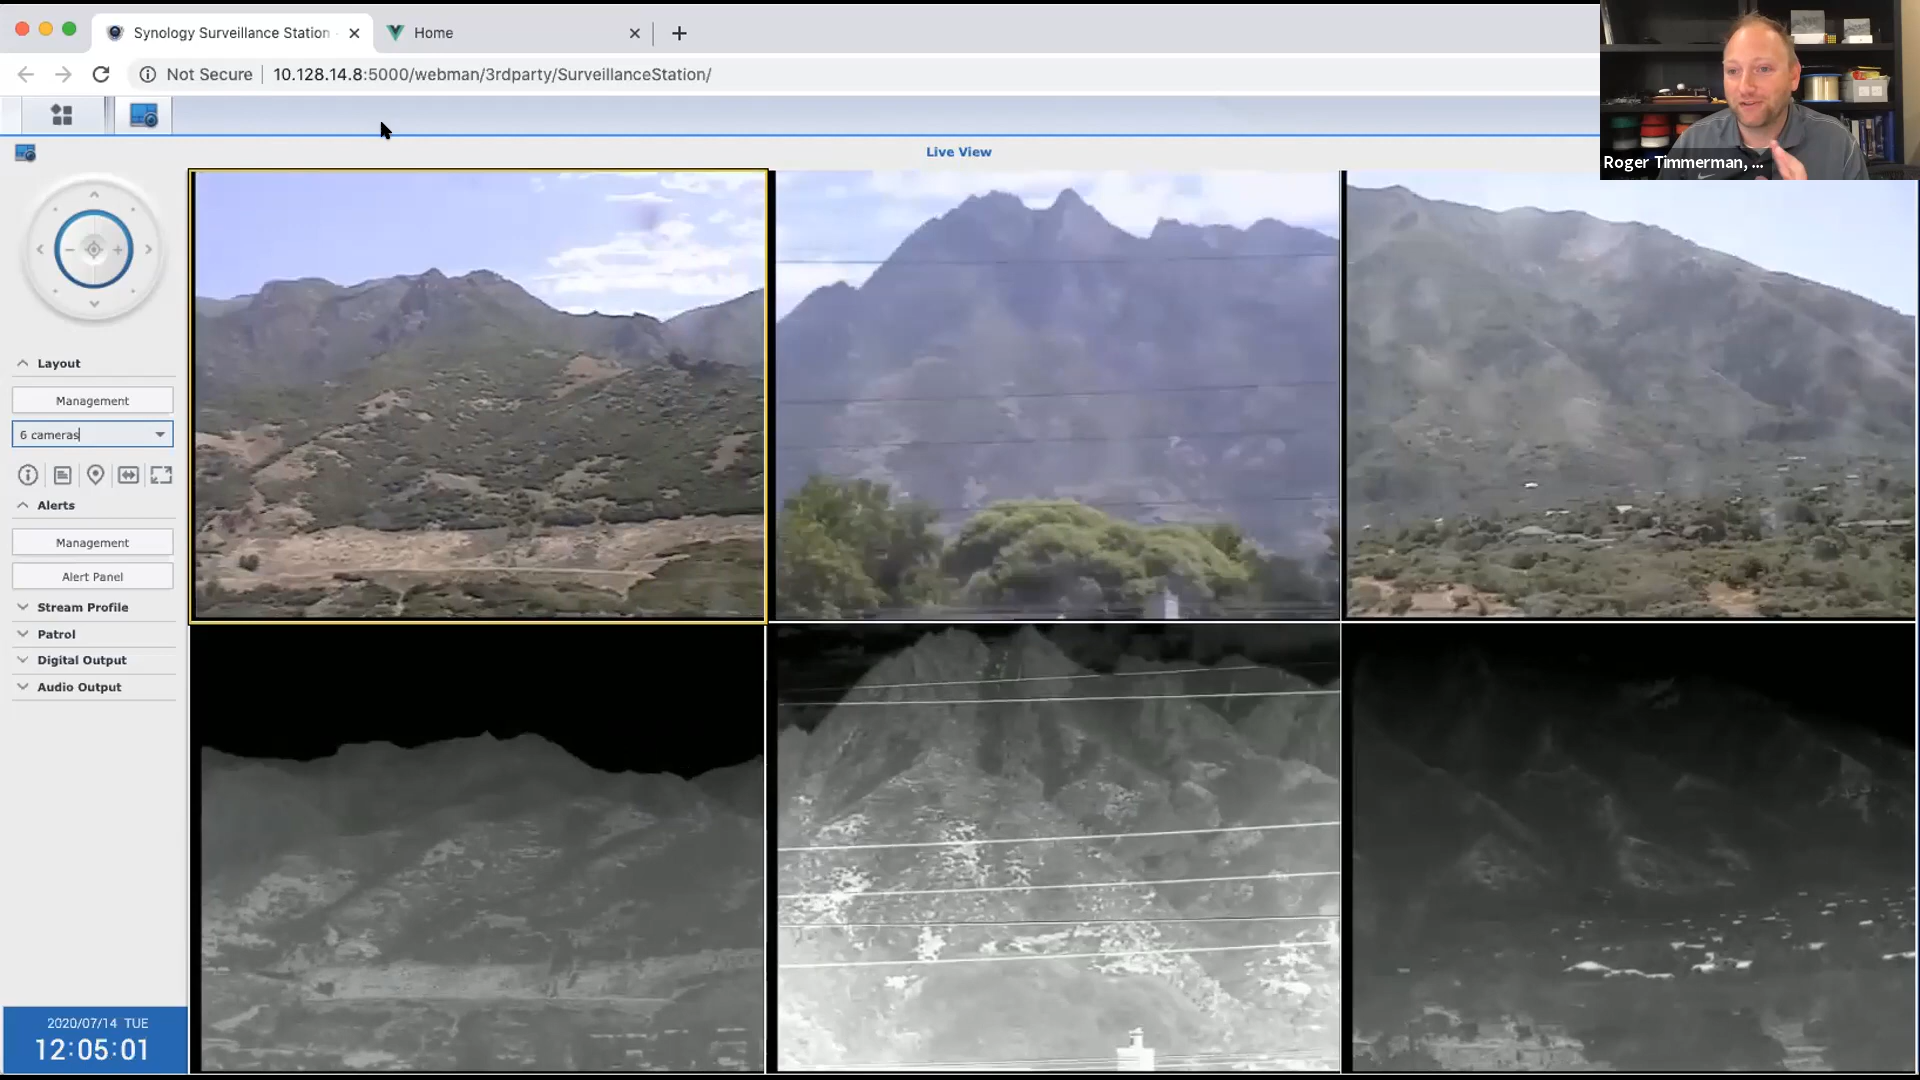 Synology Surveillance Station -
Home
Not Secure
10.128.14.8:5000/webman/3rdparty/SurveillanceStation/
Roger Timmerman, ...
Live View
Layout
Management
6 cameras
Alerts
Management
Alert Panel
Stream Profile
Patrol
Digital Output
Audio Output
2020/07/14 TUE
12:05:01